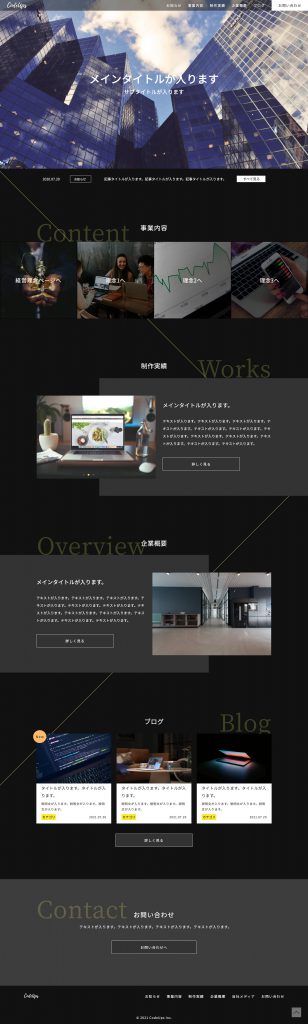 CodeUps
お知らせ 事業内容 制作実績 企業概要 ブログ お問い合わせ
メインタイトルが入ります
サブタイトルが入ります
2020.07.20 お知らせ 記事タイトルが入ります。記事タイトルが入ります。記事タイトルが入ります。 すべて見る
Content
事業内容
経営理念ページへ
理念1へ
理念2へ
理念3へ
Works
制作実績
メインタイトルが入ります。
テキストが入ります。テキストが入ります。テキストが入ります。テ
キストが入ります。テキストが入ります。テキストが入ります。テキ
ストが入ります。テキストが入ります。テキストが入ります。テキス
トが入ります。テキストが入ります。テキストが入ります。
詳しく見る
Overview
企業概要
メインタイトルが入ります。
テキストが入ります。テキストが入ります。テキストが入ります。テ
キストが入ります。テキストが入ります。テキストが入ります。テキ
ストが入ります。テキストが入ります。テキストが入ります。テキス
トが入ります。テキストが入ります。テキストが入ります。
詳しく見る
Blog
ブログ
New
タイトルが入ります。タイトルが入ります。
説明文が入ります。説明文が入ります。説明文が入ります。
カテゴリ 2021.07.20
タイトルが入ります。タイトルが入ります。
説明文が入ります。説明文が入ります。説明文が入ります。
カテゴリ 2021.07.20
タイトルが入ります。タイトルが入ります。
説明文が入ります。説明文が入ります。説明文が入ります。
カテゴリ 2021.07.20
詳しく見る
Contact
お問い合わせ
テキストが入ります。テキストが入ります。テキストが入ります。テキストが入ります。
お問い合わせへ
CodeUps
お知らせ 事業内容 制作実績 企業概要 当社メディア お問い合わせ
© 2021 CodeUps Inc.